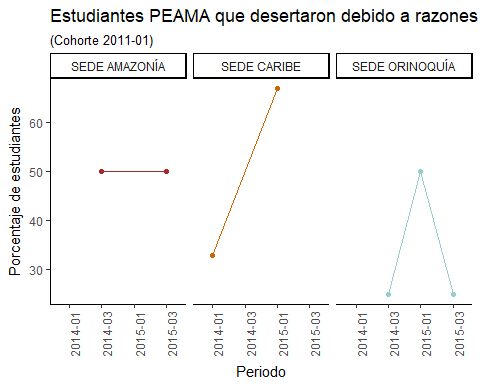 Estudiantes PEAMA que desertaron debido a razones
(Cohorte 2011-01)
SEDE AMAZONÍA
SEDE CARIBE
SEDE ORINOQUÍA
Porcentaje de estudiantes
60
50
40
30
2014-01
2014-03
2015-01
2015-03
2014-01
2014-03
2015-01
2015-03
2014-01
2014-03
2015-01
2015-03
Periodo